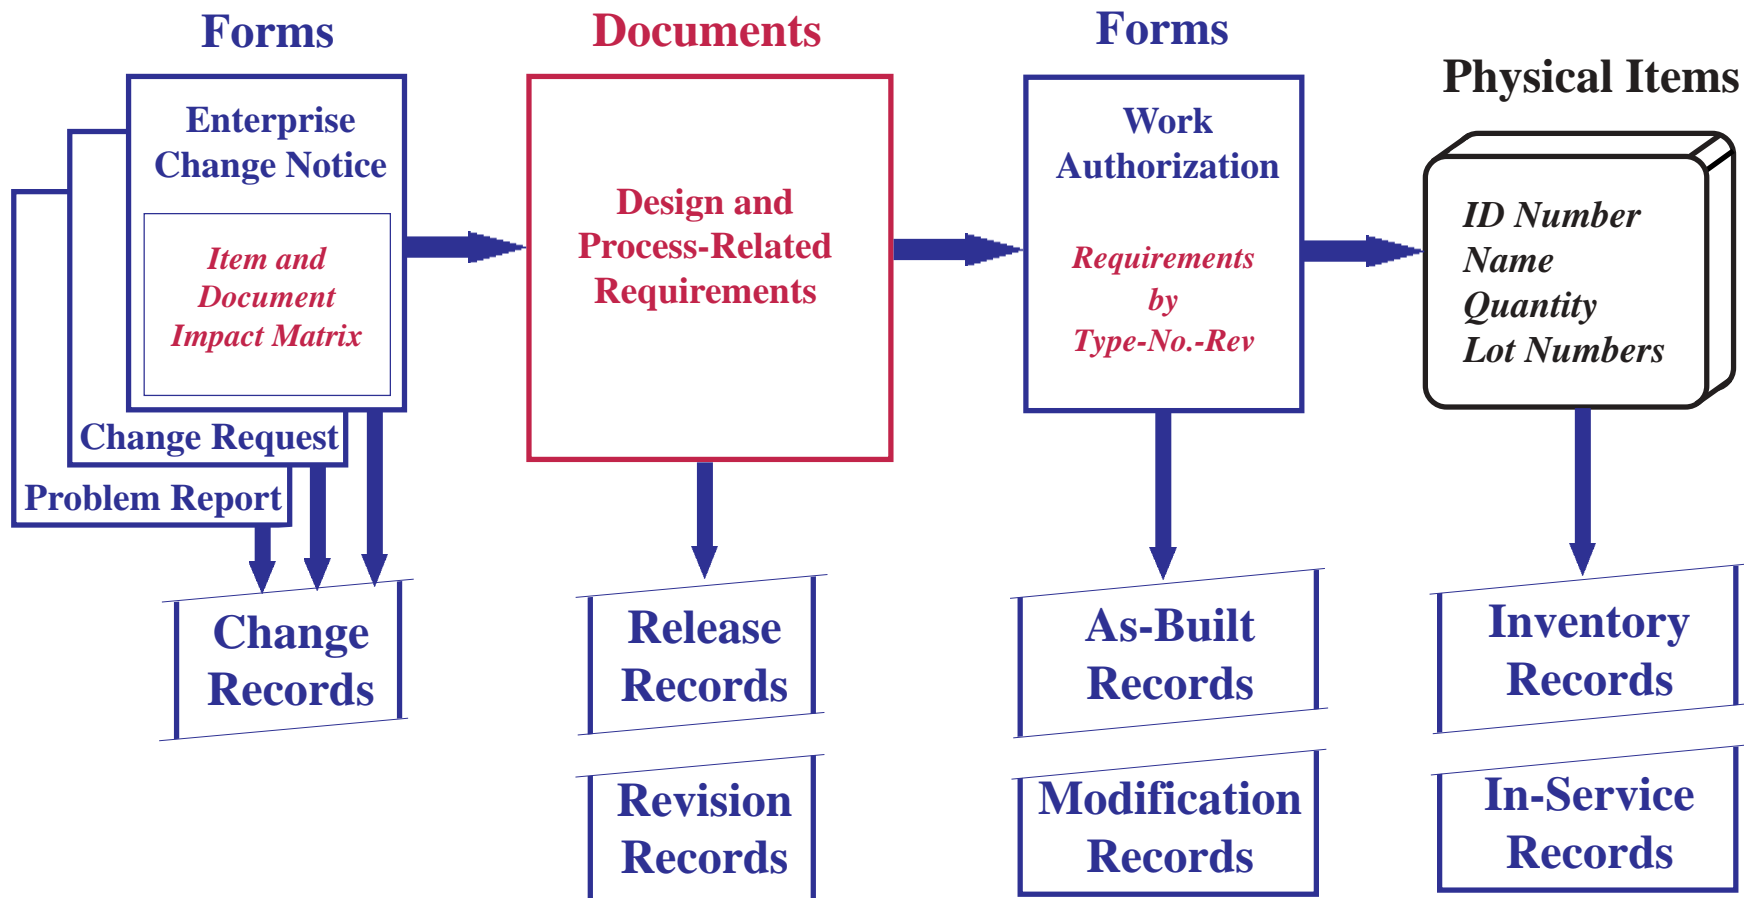 Forms
Enterprise
Change Notice
Item and
Document
Impact Matrix
Change Request
Problem Report
Change
Records
Documents
Design and
Process-Related
Requirements
Release
Records
Revision
Records
Forms
Work
Authorization
Requirements
by
Type-No.-Rev
As-Built
Records
Modification
Records
Physical Items
ID Number
Name
Quantity
Lot Numbers
Inventory
Records
In-Service
Records